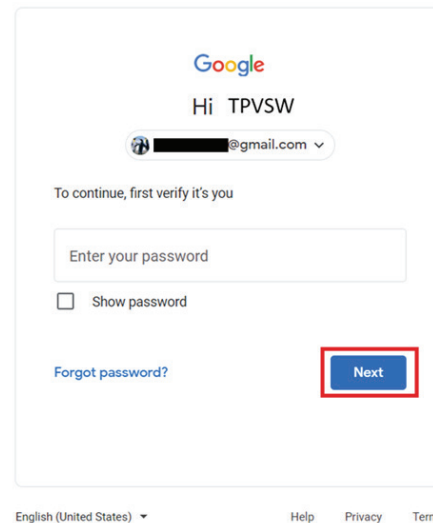 Google
Hi TPVSW
@gmail.com
To continue, first verify it's you
Enter your password
Show password
Forgot password?
Next
English (United States)
Help
Privacy